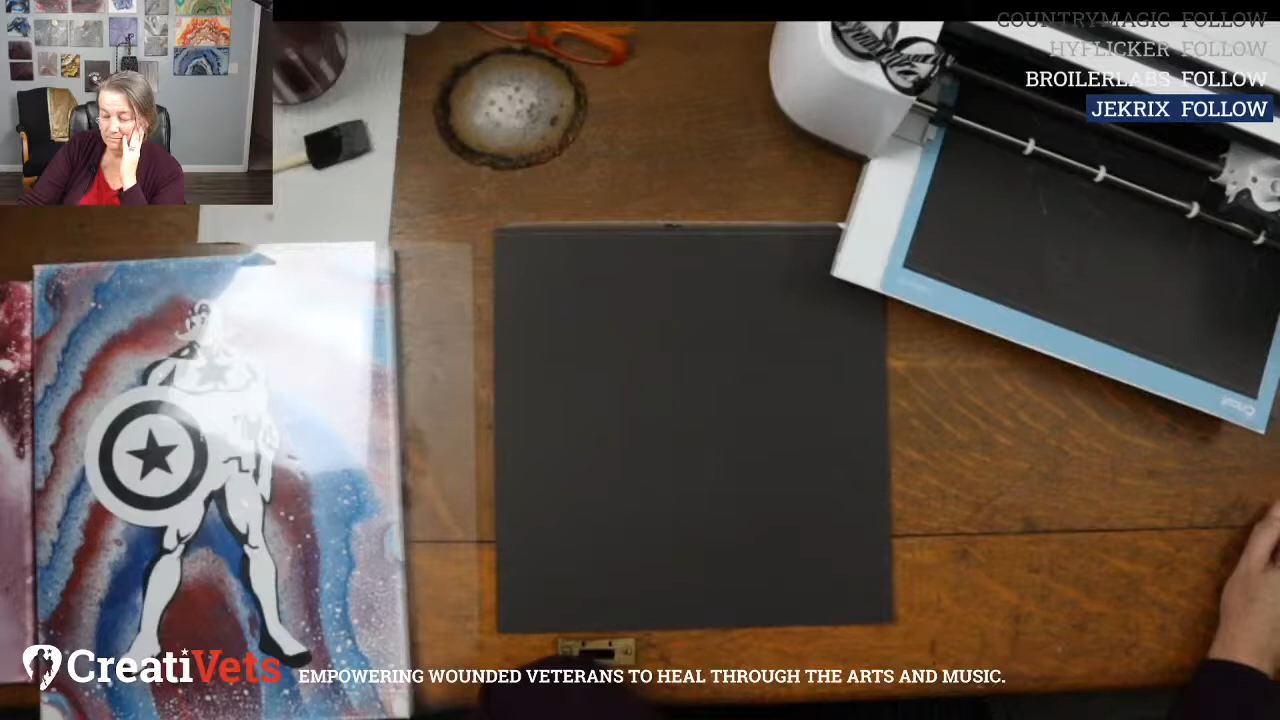 COUNTRYMAGIC FOLLOW
HYFLICKER FOLLOW
BROILERLABS FOLLOW
JEKRIX FOLLOW
cricut
CreatiVets
EMPOWERING WOUNDED VETERANS TO HEAL THROUGH THE ARTS AND MUSIC.